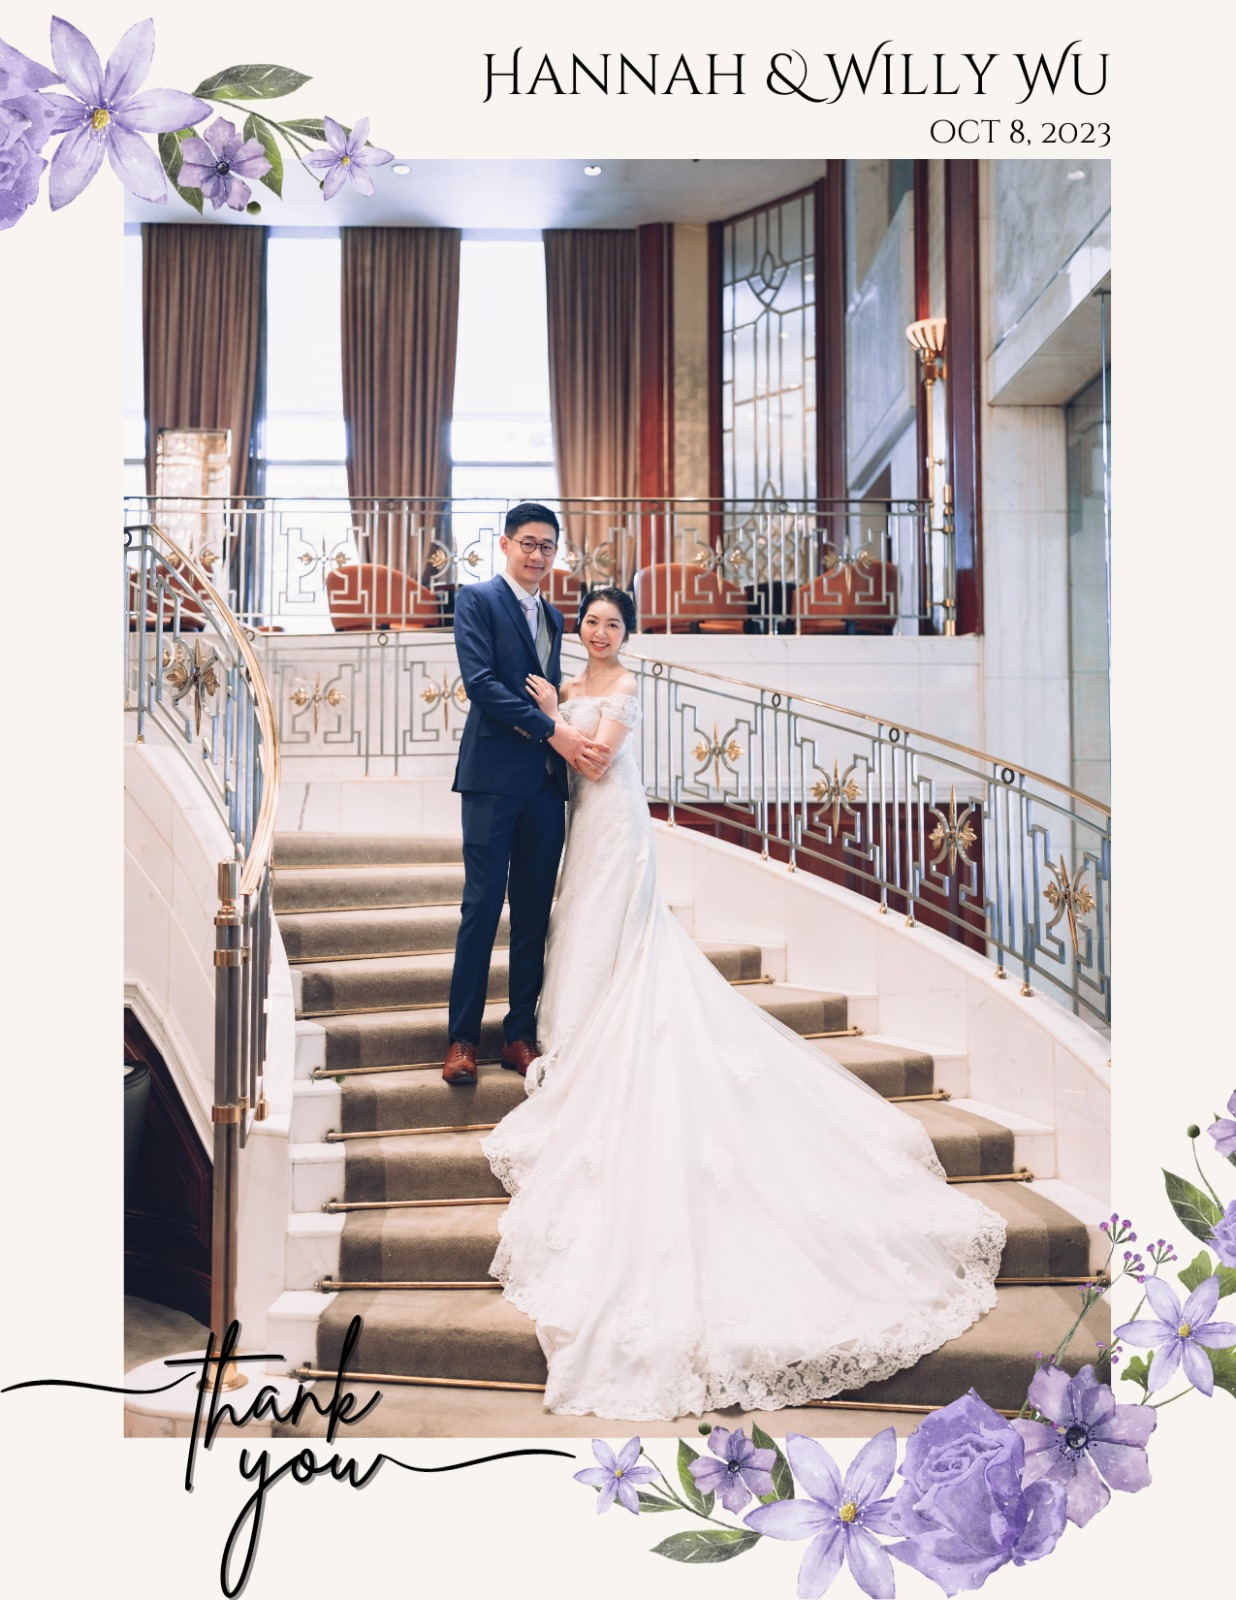 HANNAH & WILLY WU
OCT 8, 2023
thank
you